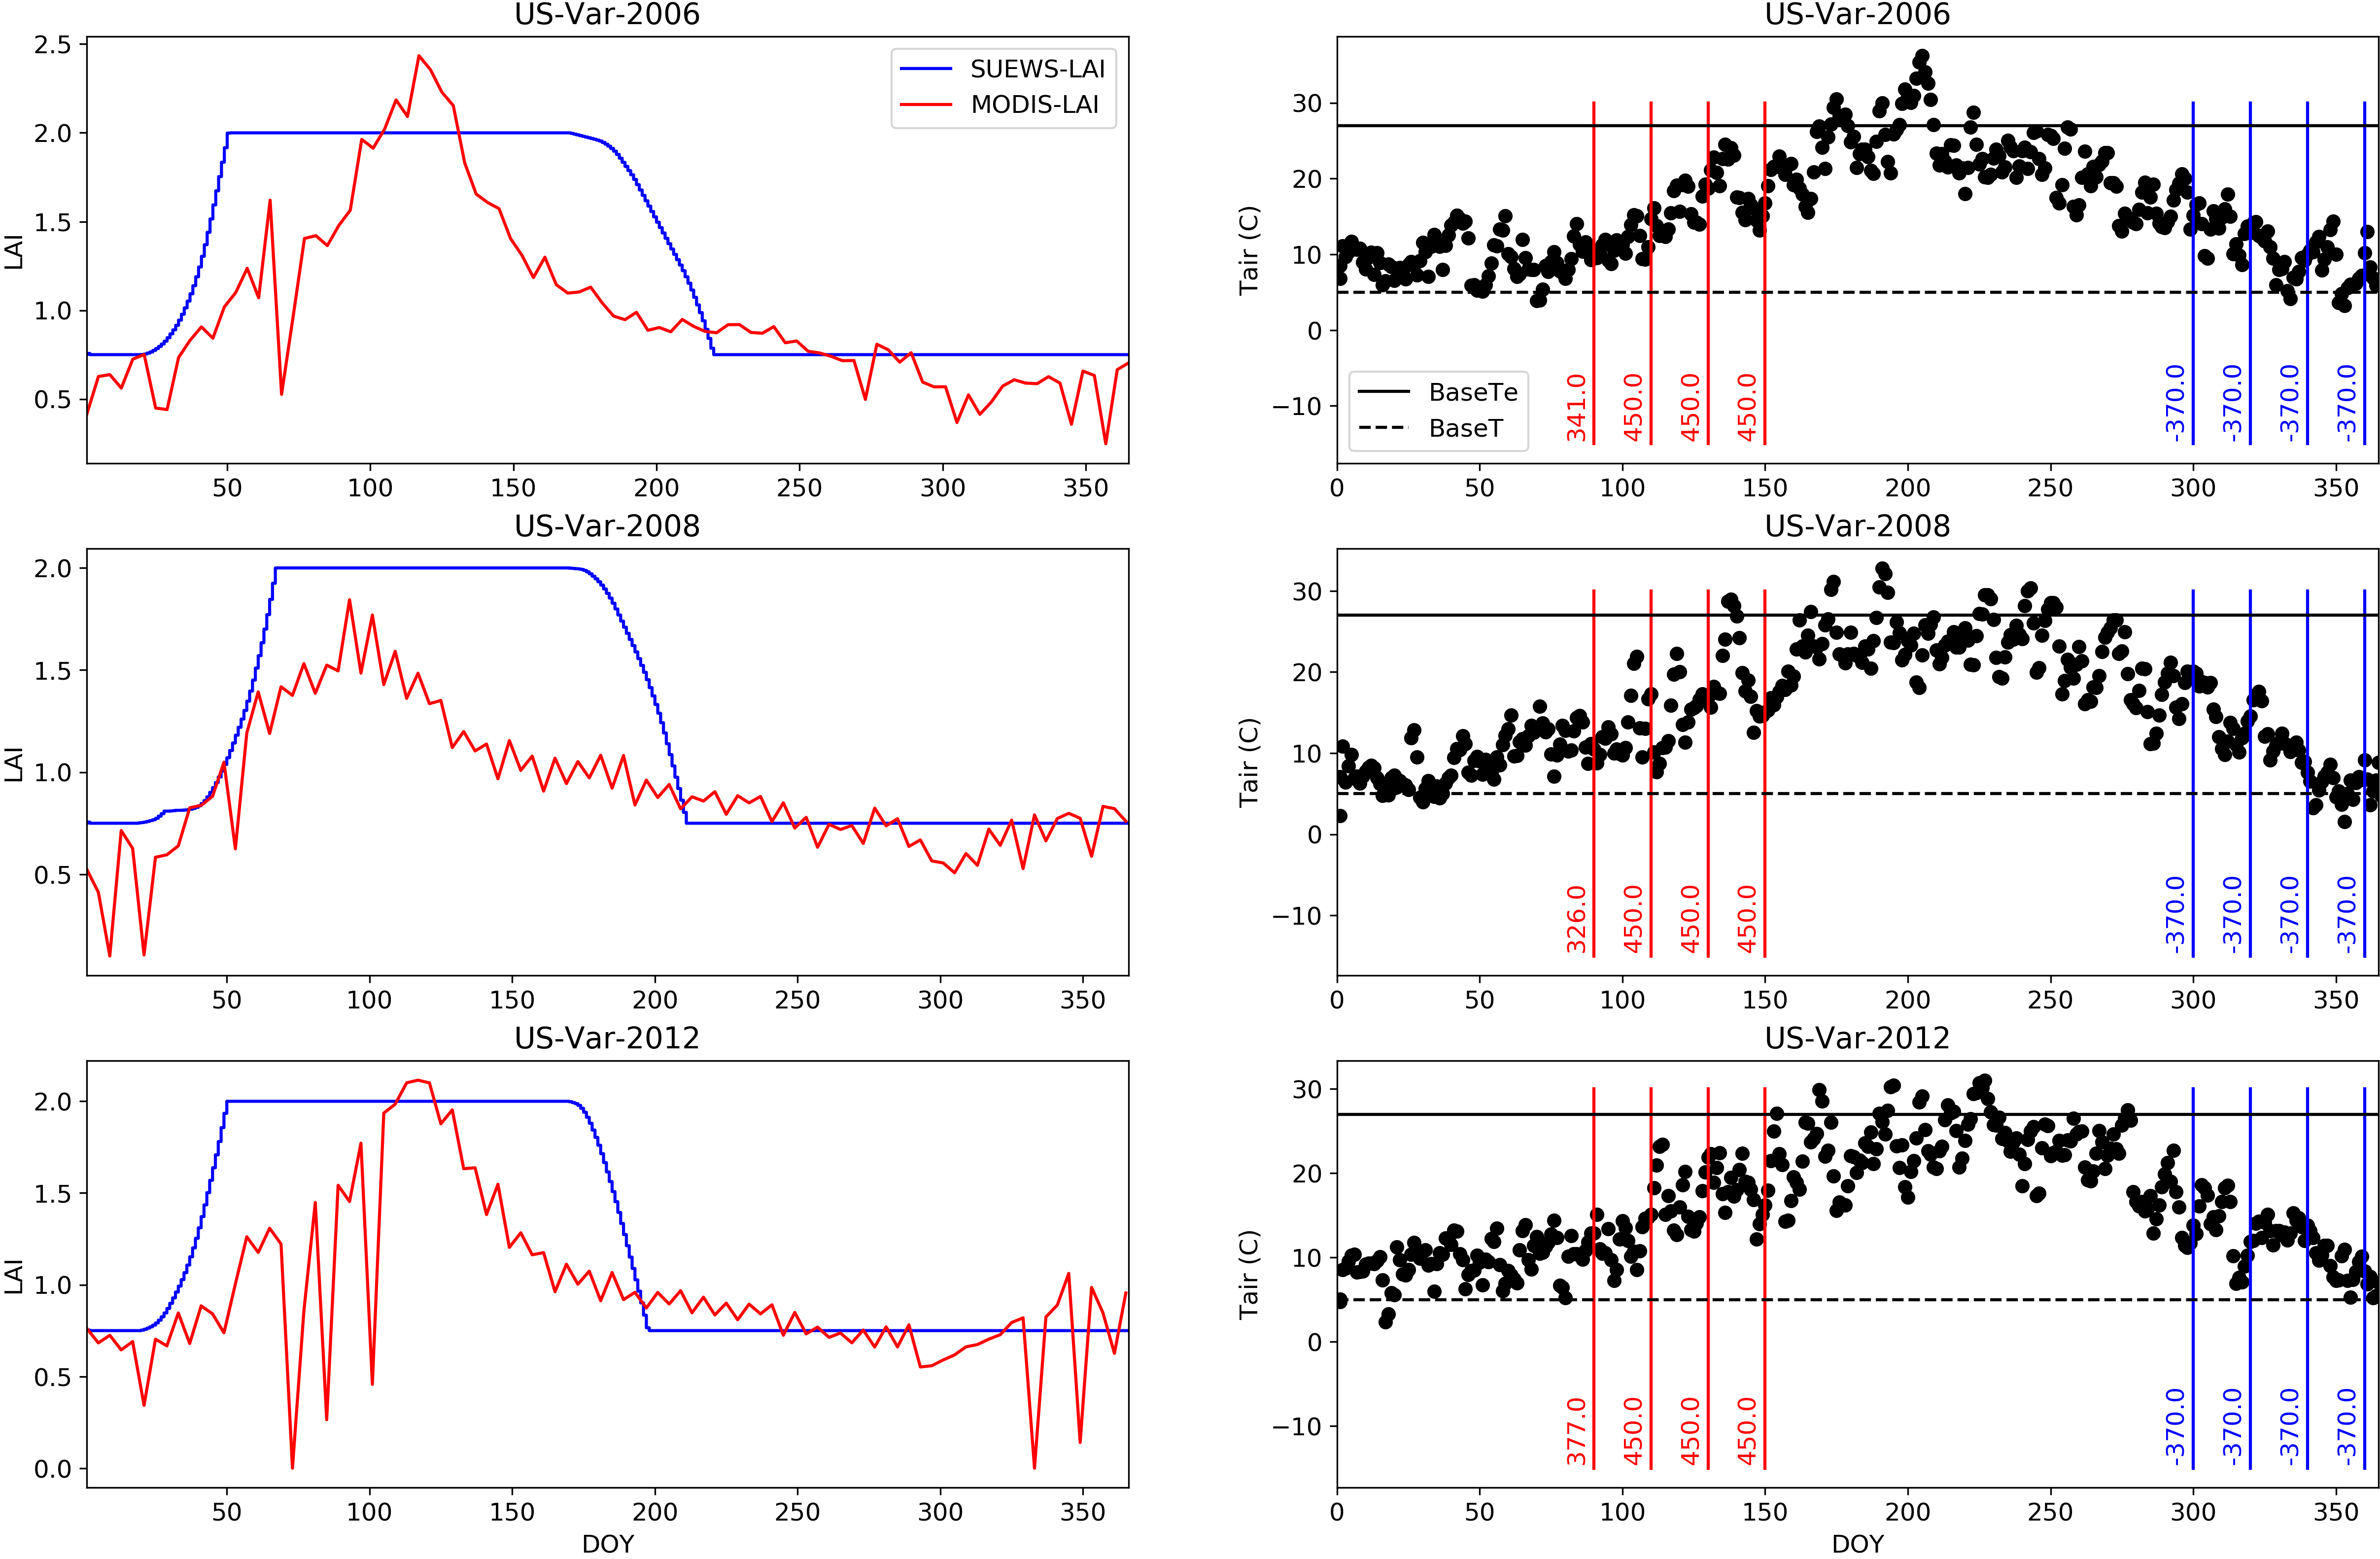 US-Var-2006
LAI
2.5
2.0
1.5
1.0
0.5
SUEWS-LAI
MODIS-LAI
50 100 150 200 250 300 350
US-Var-2006
Tair (C)
30
20
10
0
−10
341.0 450.0 450.0 450.0 -370.0 -370.0 -370.0 -370.0
BaseTe
BaseT
0 50 100 150 200 250 300 350
US-Var-2008
LAI
2.0
1.5
1.0
0.5
50 100 150 200 250 300 350
US-Var-2008
Tair (C)
30
20
10
0
−10
326.0 450.0 450.0 450.0 -370.0 -370.0 -370.0 -370.0
0 50 100 150 200 250 300 350
US-Var-2012
LAI
2.0
1.5
1.0
0.5
0.0
50 100 150 200 250 300 350
DOY
US-Var-2012
Tair (C)
30
20
10
0
−10
377.0 450.0 450.0 450.0 -370.0 -370.0 -370.0 -370.0
0 50 100 150 200 250 300 350
DOY